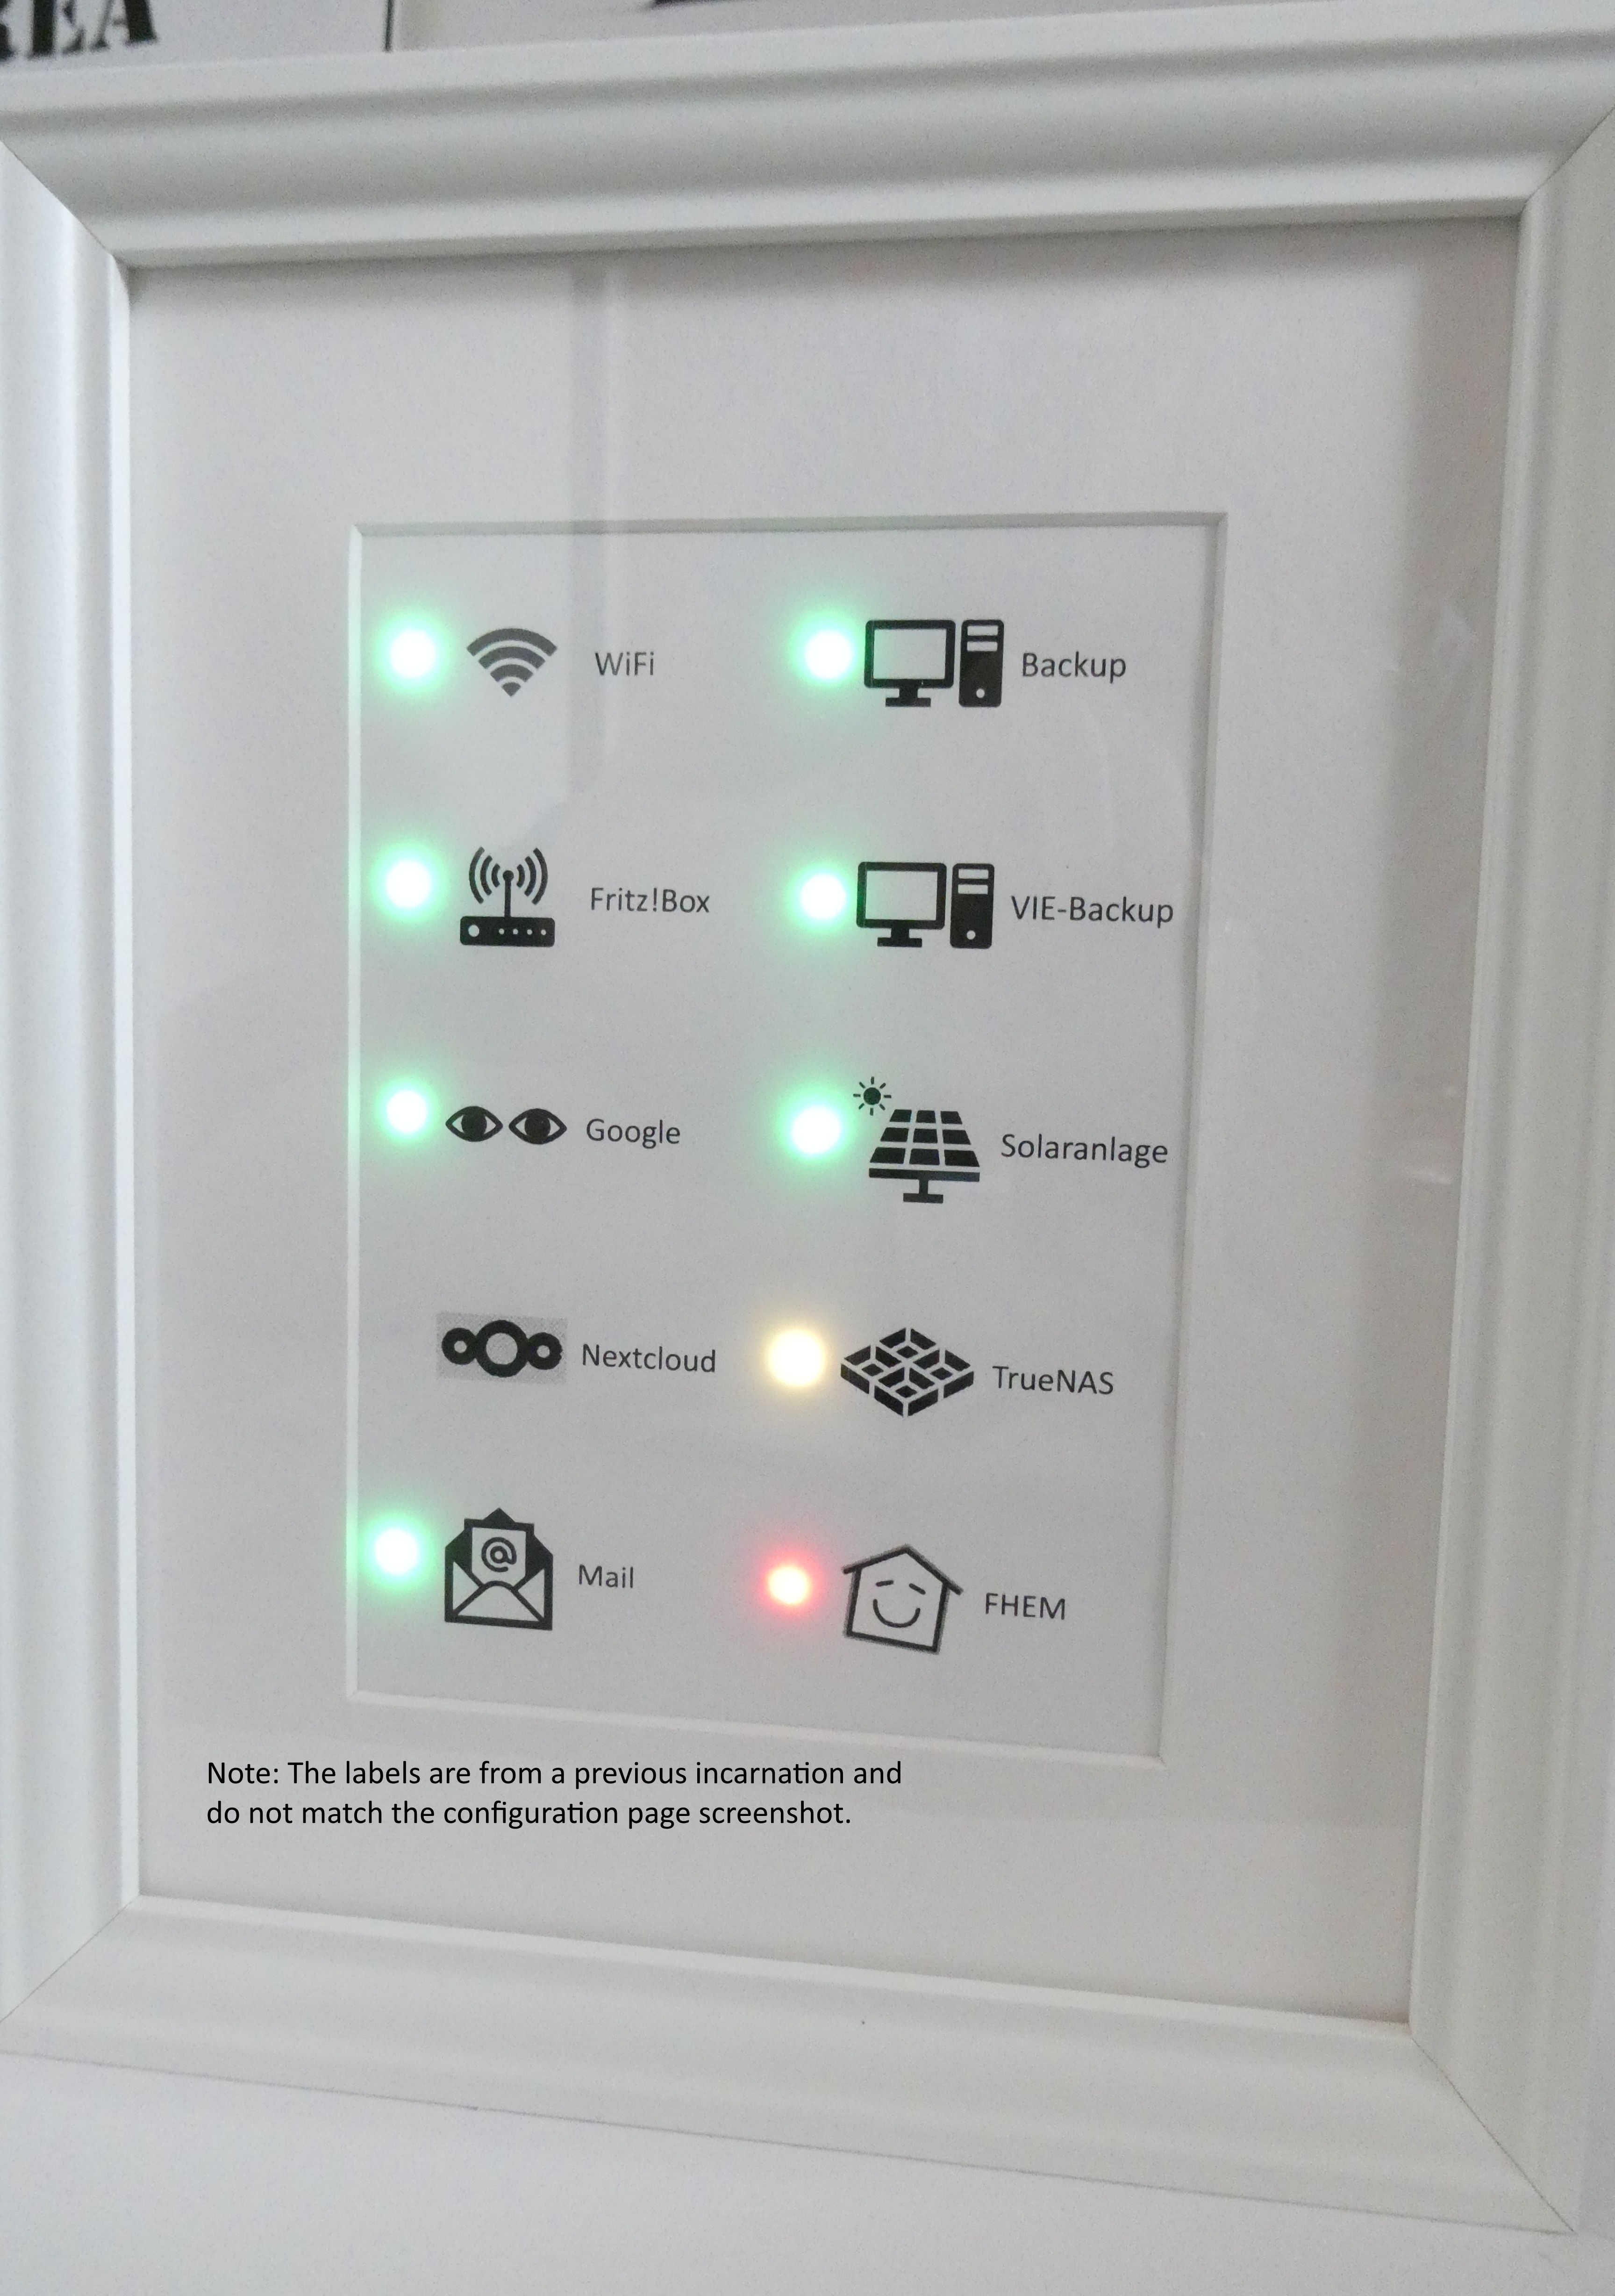 WiFi
Backup
Fritz!Box
VIE-Backup
Google
Solaranlage
Nextcloud
TrueNAS
@
Mail
FHEM
Note: The labels are from a previous incarnation and
do not match the configuration page screenshot.